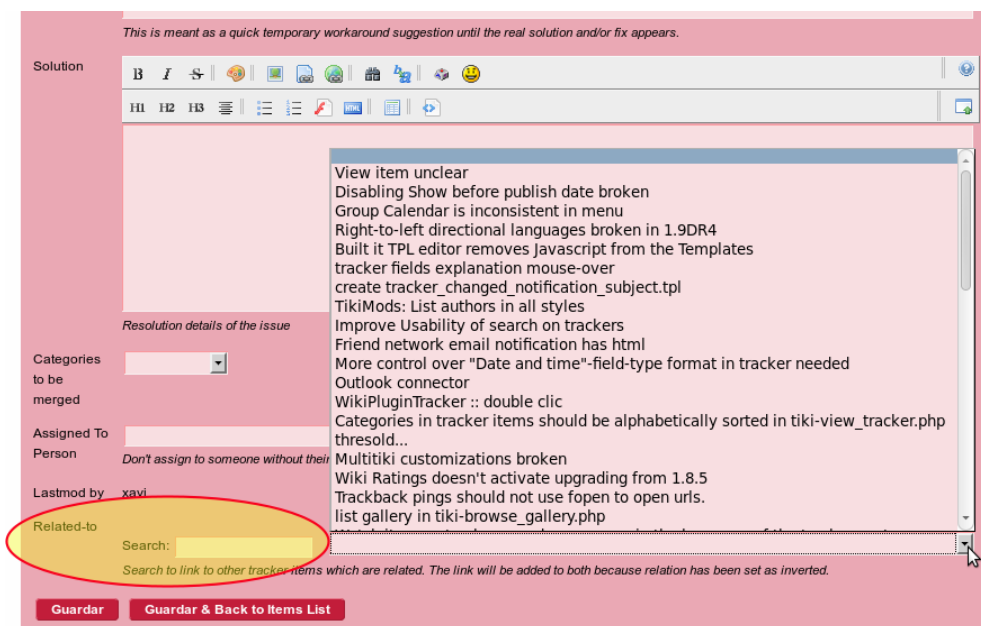 This is meant as a quick temporary workaround suggestion until the real solution and/or fix appears.
Solution
B I S
H1 H2 H3 HTML
View item unclear
Disabling Show before publish date broken
Group Calendar is inconsistent in menu
Right-to-left directional languages broken in 1.9DR4
Built it TPL editor removes Javascript from the Templates
tracker fields explanation mouse-over
create tracker_changed_notification_subject.tpl
TikiMods: List authors in all styles
Improve Usability of search on trackers
Friend network email notification has html
More control over "Date and time"-field-type format in tracker needed
Outlook connector
WikiPluginTracker :: double clic
Categories in tracker items should be alphabetically sorted in tiki-view_tracker.php
thresold...
Multitiki customizations broken
Wiki Ratings doesn't activate upgrading from 1.8.5
Trackback pings should not use fopen to open urls.
list gallery in tiki-browse_gallery.php
Resolution details of the issue
Categories
to be
merged
Assigned To
Person
Don't assign to someone without their
Lastmod by xavi
Related-to
Search:
Search to link to other tracker items which are related. The link will be added to both because relation has been set as inverted.
Guardar Guardar & Back to Items List